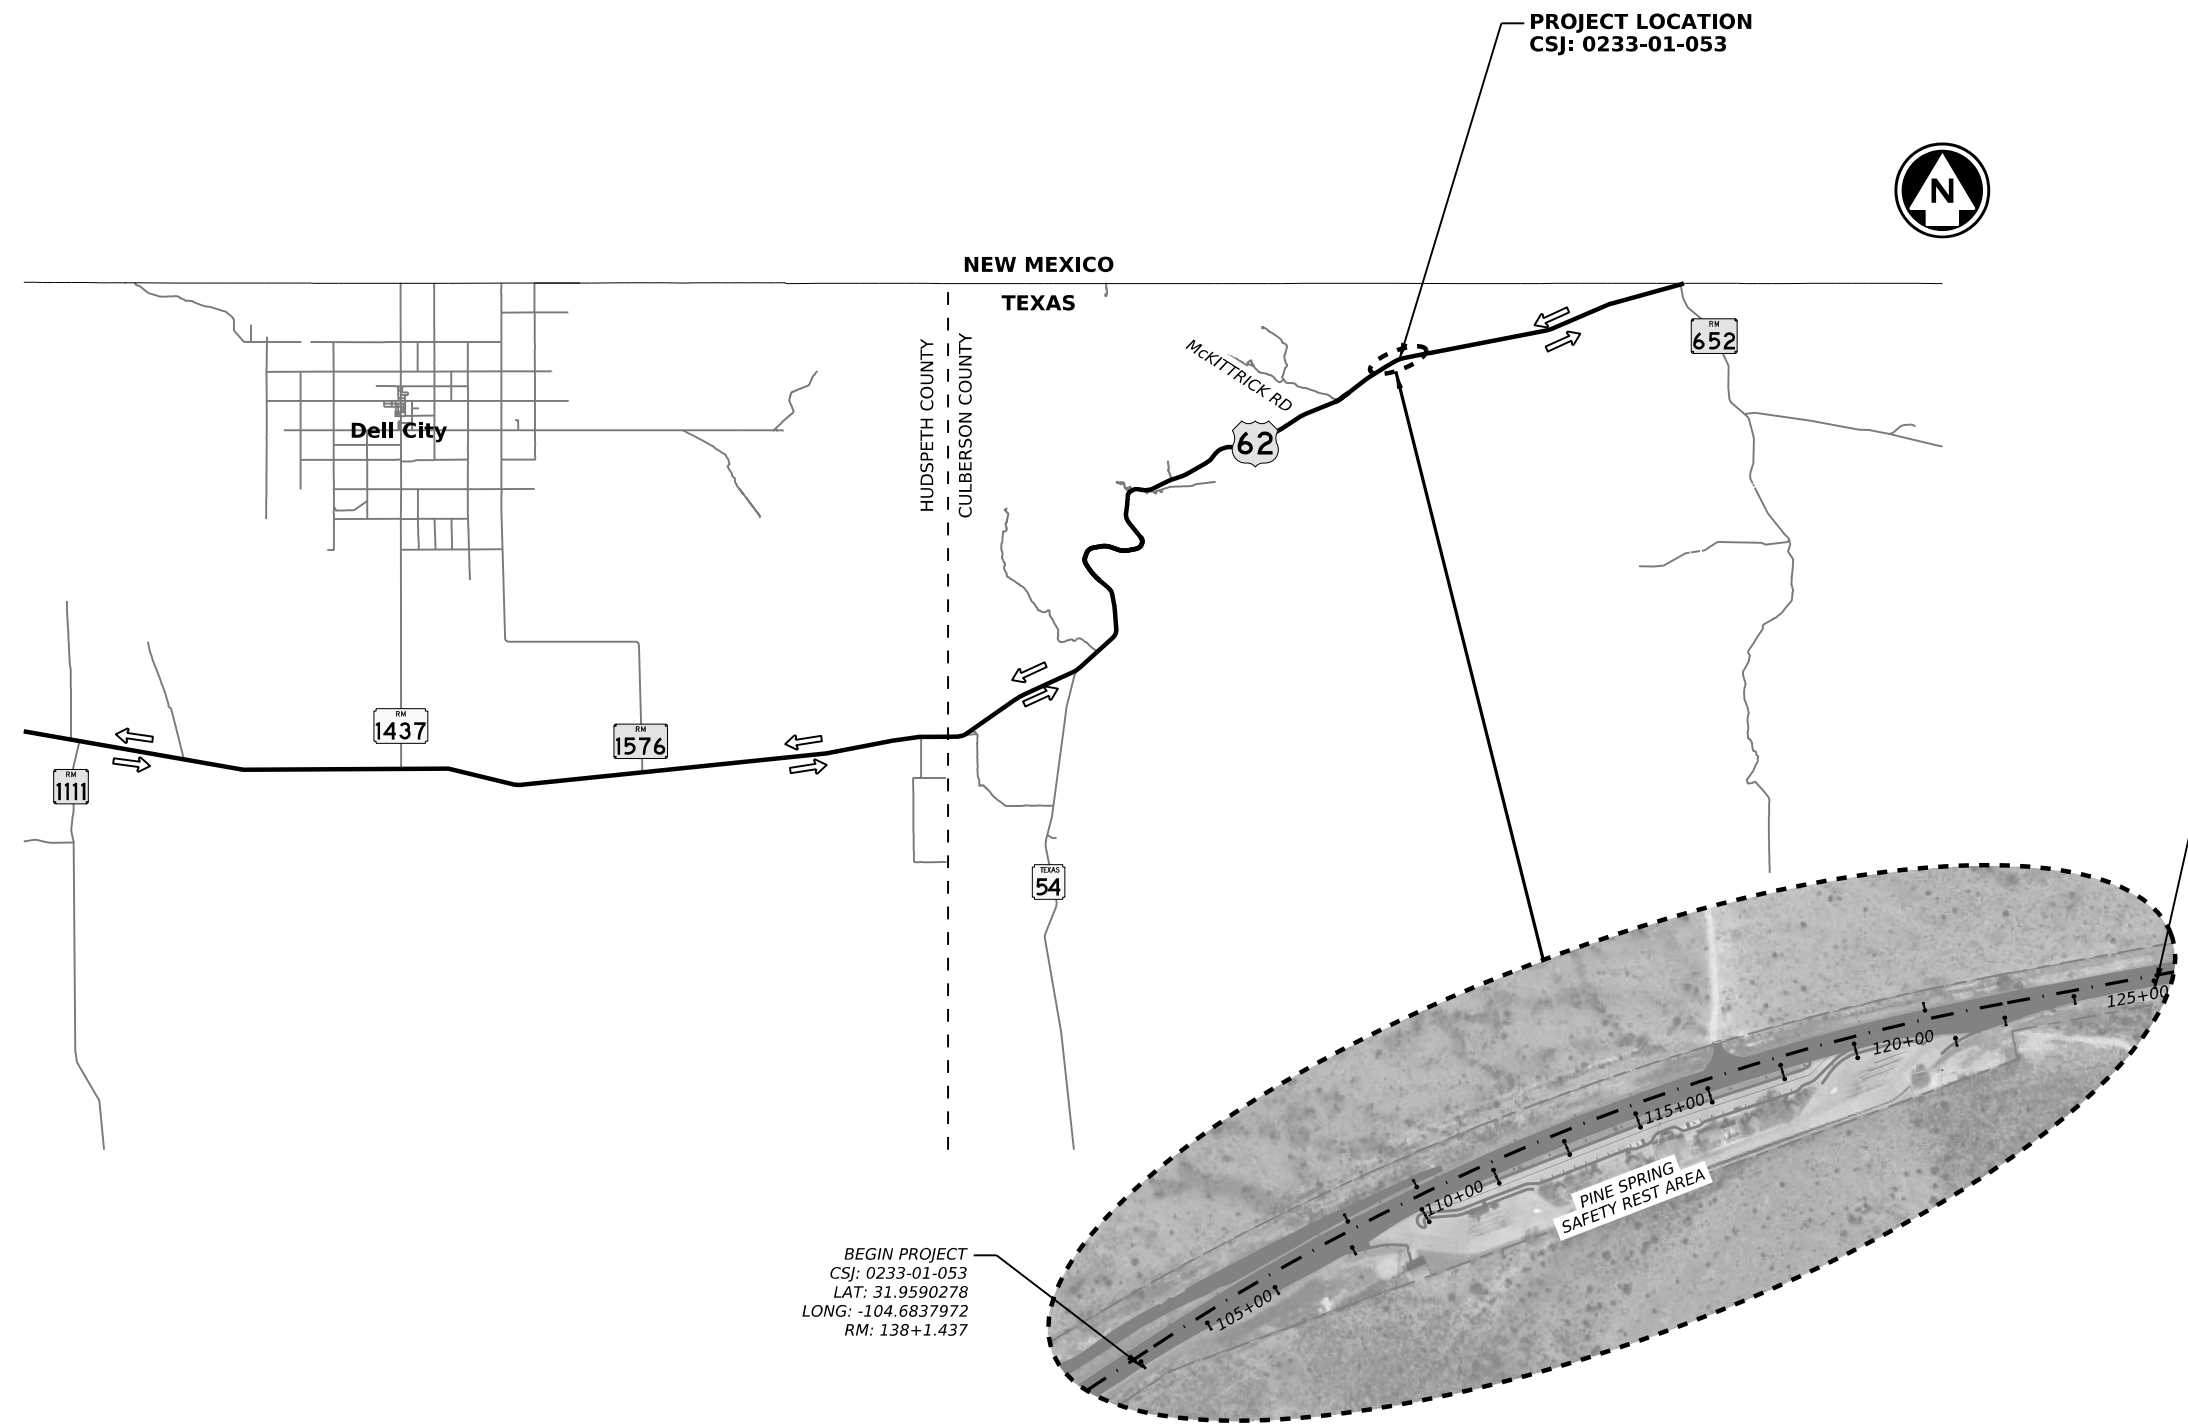 PROJECT LOCATION
CSJ: 0233-01-053
N
NEW MEXICO
TEXAS
HUDSPETH COUNTY
CULBERSON COUNTY
McKITTRICK RD
RM
652
Dell City
62
RM
1437
RM
1576
RM
1111
TEXAS
54
125+00
120+00
115+00
110+00
105+00
PINE SPRING
SAFETY REST AREA
BEGIN PROJECT
CSJ: 0233-01-053
LAT: 31.9590278
LONG: -104.6837972
RM: 138+1.437